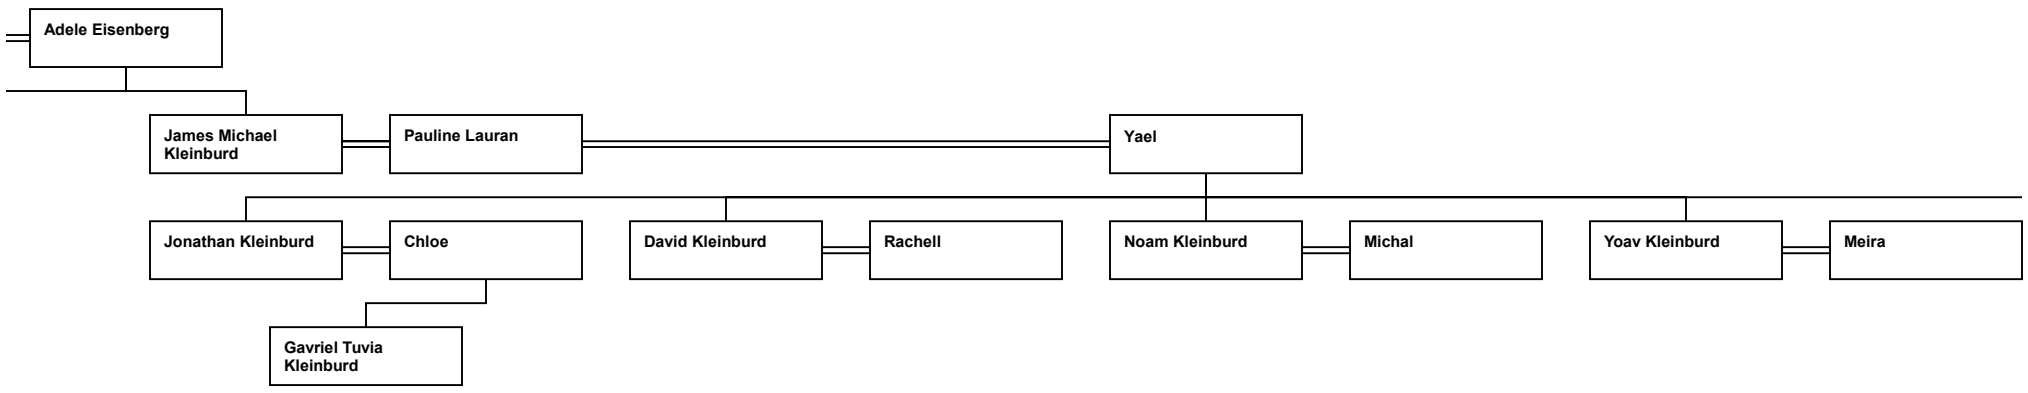 Adele Eisenberg
James Michael
Kleinburd
Pauline Lauran
Yael
Jonathan Kleinburd
Chloe
David Kleinburd
Rachell
Noam Kleinburd
Michal
Yoav Kleinburd
Meira
Gavriel Tuvia
Kleinburd